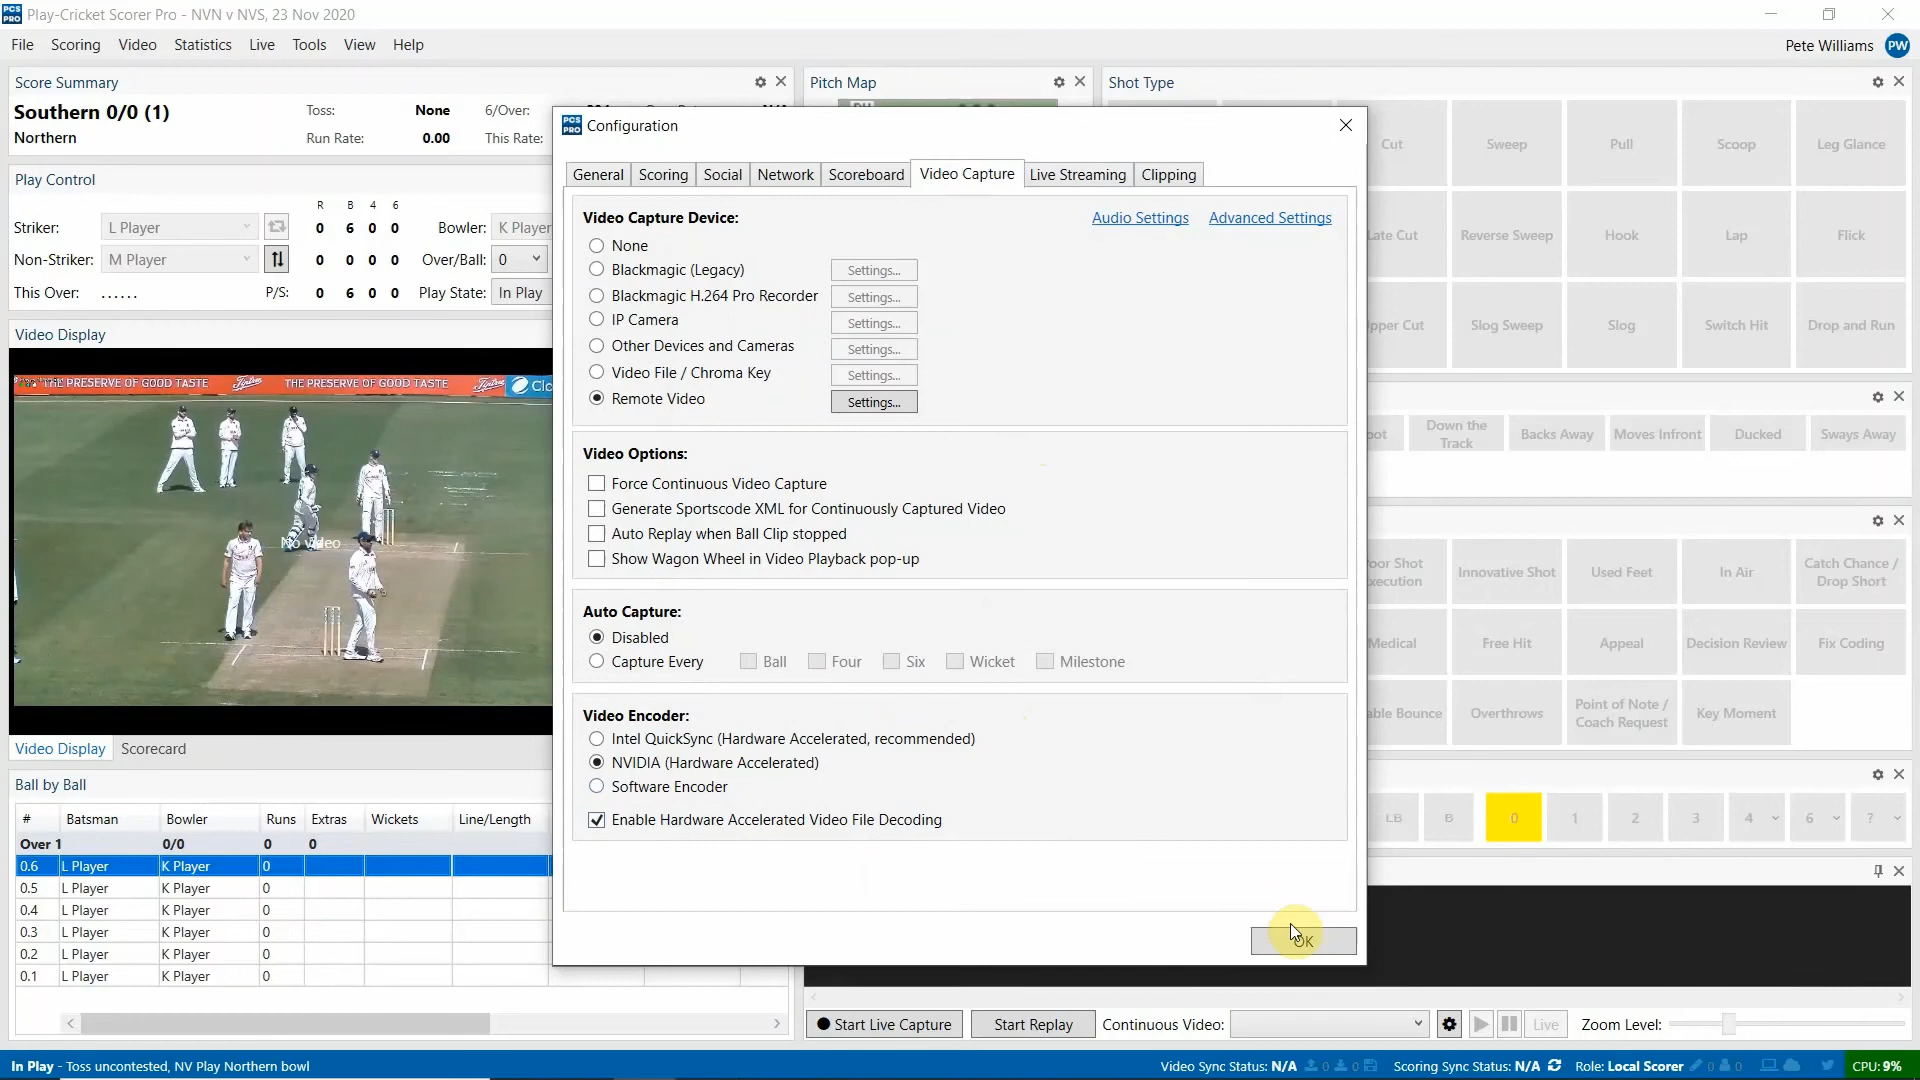 PCS PRO Play-Cricket Scorer Pro - NVN v NVS, 23 Nov 2020
File Scoring Video Statistics Live Tools View Help
Pete Williams PW
Score Summary
Southern 0/0 (1) Toss: None 6/Over:
Northern Run Rate: 0.00 This Rate:
Play Control
R B 4 6
Striker: L Player 0 6 0 0 Bowler: K Player
Non-Striker: M Player 0 0 0 0 Over/Ball: 0
This Over: ...... P/S: 0 6 0 0 Play State: In Play
Video Display
THE PRESERVE OF GOOD TASTE Tiptree THE PRESERVE OF GOOD TASTE Tiptree Clo
No video
Video Display Scorecard
Ball by Ball
# Batsman Bowler Runs Extras Wickets Line/Length
Over 1 0/0 0 0
0.6 L Player K Player 0
0.5 L Player K Player 0
0.4 L Player K Player 0
0.3 L Player K Player 0
0.2 L Player K Player 0
0.1 L Player K Player 0
Pitch Map
PCS PRO Configuration
General Scoring Social Network Scoreboard Video Capture Live Streaming Clipping
Video Capture Device: Audio Settings Advanced Settings
None
Blackmagic (Legacy) Settings...
Blackmagic H.264 Pro Recorder Settings...
IP Camera Settings...
Other Devices and Cameras Settings...
Video File / Chroma Key Settings...
Remote Video Settings...
Video Options:
Force Continuous Video Capture
Generate Sportscode XML for Continuously Captured Video
Auto Replay when Ball Clip stopped
Show Wagon Wheel in Video Playback pop-up
Auto Capture:
Disabled
Capture Every Ball Four Six Wicket Milestone
Video Encoder:
Intel QuickSync (Hardware Accelerated, recommended)
NVIDIA (Hardware Accelerated)
Software Encoder
Enable Hardware Accelerated Video File Decoding
OK
Shot Type
Cut Sweep Pull Scoop Leg Glance
Late Cut Reverse Sweep Hook Lap Flick
pper Cut Slog Sweep Slog Switch Hit Drop and Run
oot Down the Track Backs Away Moves Infront Ducked Sways Away
oor Shot Execution Innovative Shot Used Feet In Air Catch Chance / Drop Short
Medical Free Hit Appeal Decision Review Fix Coding
able Bounce Overthrows Point of Note / Coach Request Key Moment
LB B 0 1 2 3 4 6 ?
Start Live Capture Start Replay Continuous Video: Live Zoom Level:
In Play - Toss uncontested, NV Play Northern bowl
Video Sync Status: N/A 0 0 Scoring Sync Status: N/A Role: Local Scorer 0 0 CPU: 9%